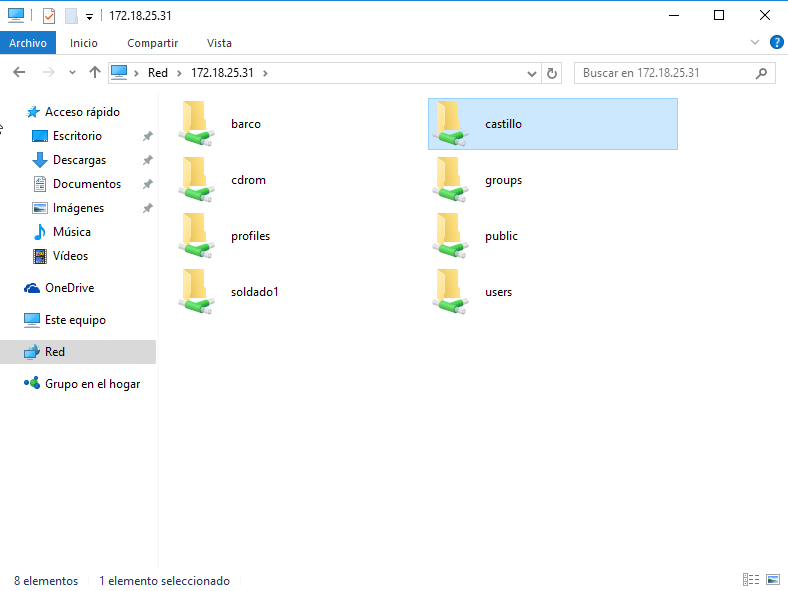 172.18.25.31
Archivo Inicio Compartir Vista
Red 172.18.25.31 Buscar en 172.18.25.31
Acceso rápido
Escritorio
Descargas
Documentos
Imágenes
Música
Vídeos
OneDrive
Este equipo
Red
Grupo en el hogar
barco castillo
cdrom groups
profiles public
soldado1 users
8 elementos 1 elemento seleccionado